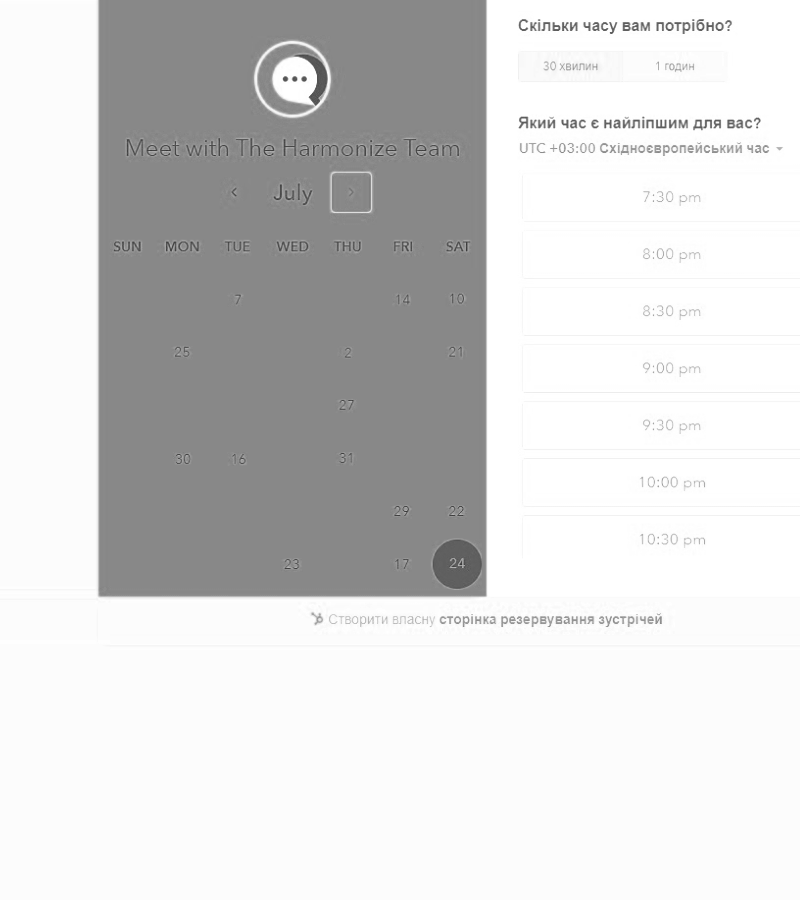 Meet with The Harmonize Team
July
SUN MON TUE WED THU FRI SAT
7 14 10
25 2 21
27
30 16 31
29 22
23 17 24
Скільки часу вам потрібно?
30 хвилин 1 годин
Який час є найліпшим для вас?
UTC +03:00 Східноєвропейський час
7:30 pm
8:00 pm
8:30 pm
9:00 pm
9:30 pm
10:00 pm
10:30 pm
Створити власну сторінка резервування зустрічей